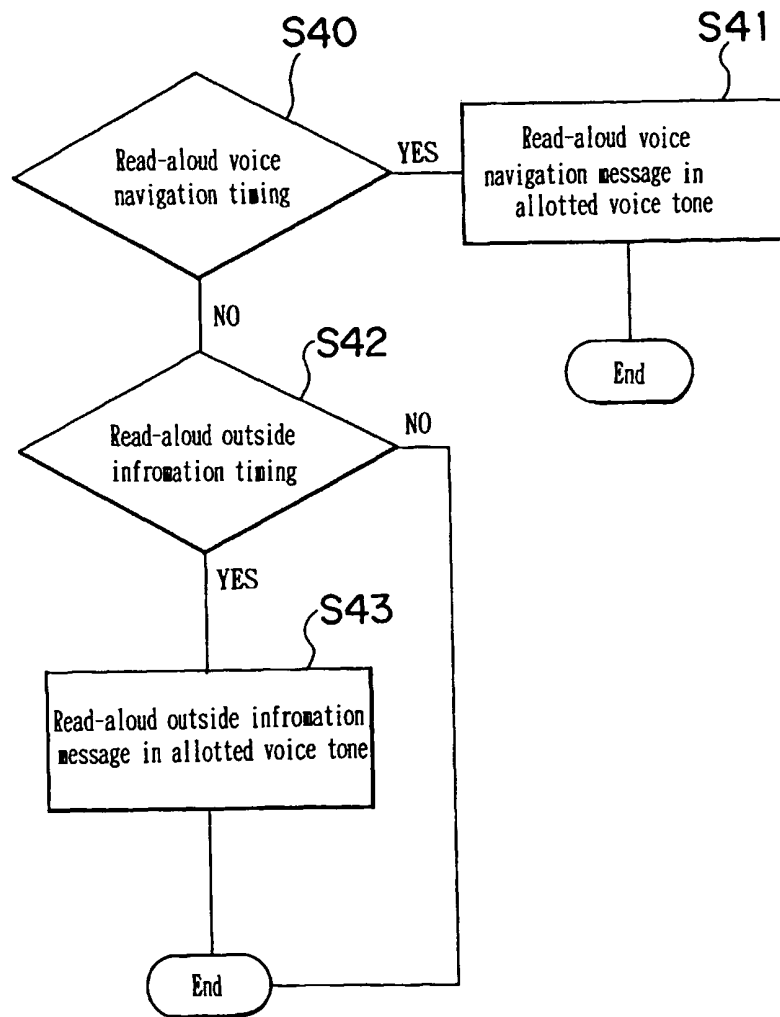 S40
Read-aloud voice
navigation timing
YES
S41
Read-aloud voice
navigation message in
allotted voice tone
End
NO
S42
Read-aloud outside
infromation timing
NO
YES
S43
Read-aloud outside infromation
message in allotted voice tone
End